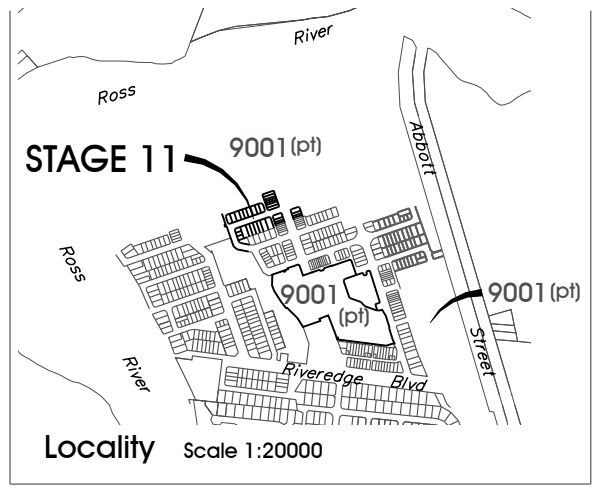 River
Ross
Abbott
9001(pt)
STAGE 11
Ross
9001
(pt)
9001(pt)
Street
River
Riveredge Blvd
Locality Scale 1:20000